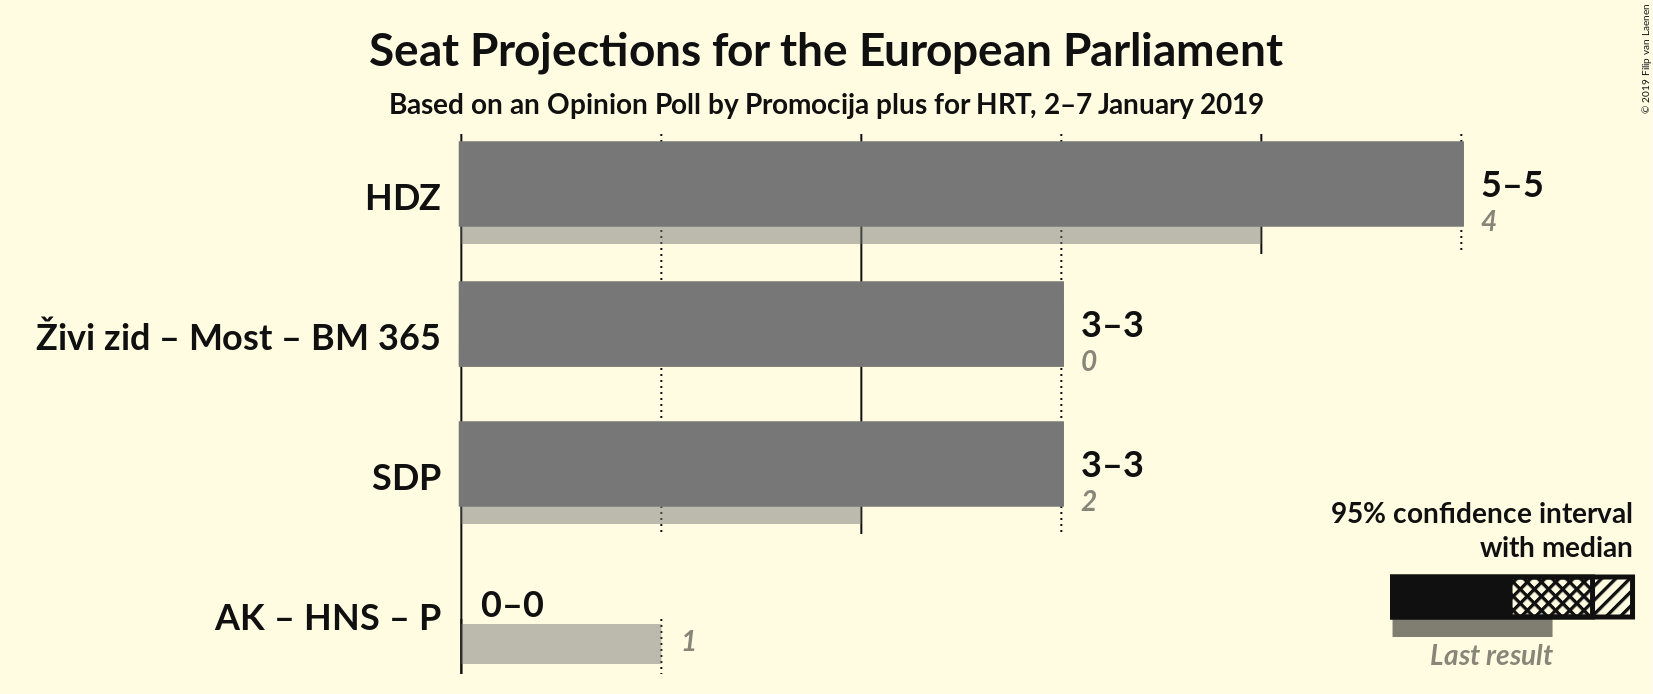 Seat Projections for the European Parliament
Based on an Opinion Poll by Promocija plus for HRT, 2–7 January 2019
© 2019 Filip van Laenen
HDZ
5–5
4
Živi zid – Most – BM 365
3–3
0
SDP
3–3
2
AK – HNS – P
0–0
1
95% confidence interval
with median
Last result